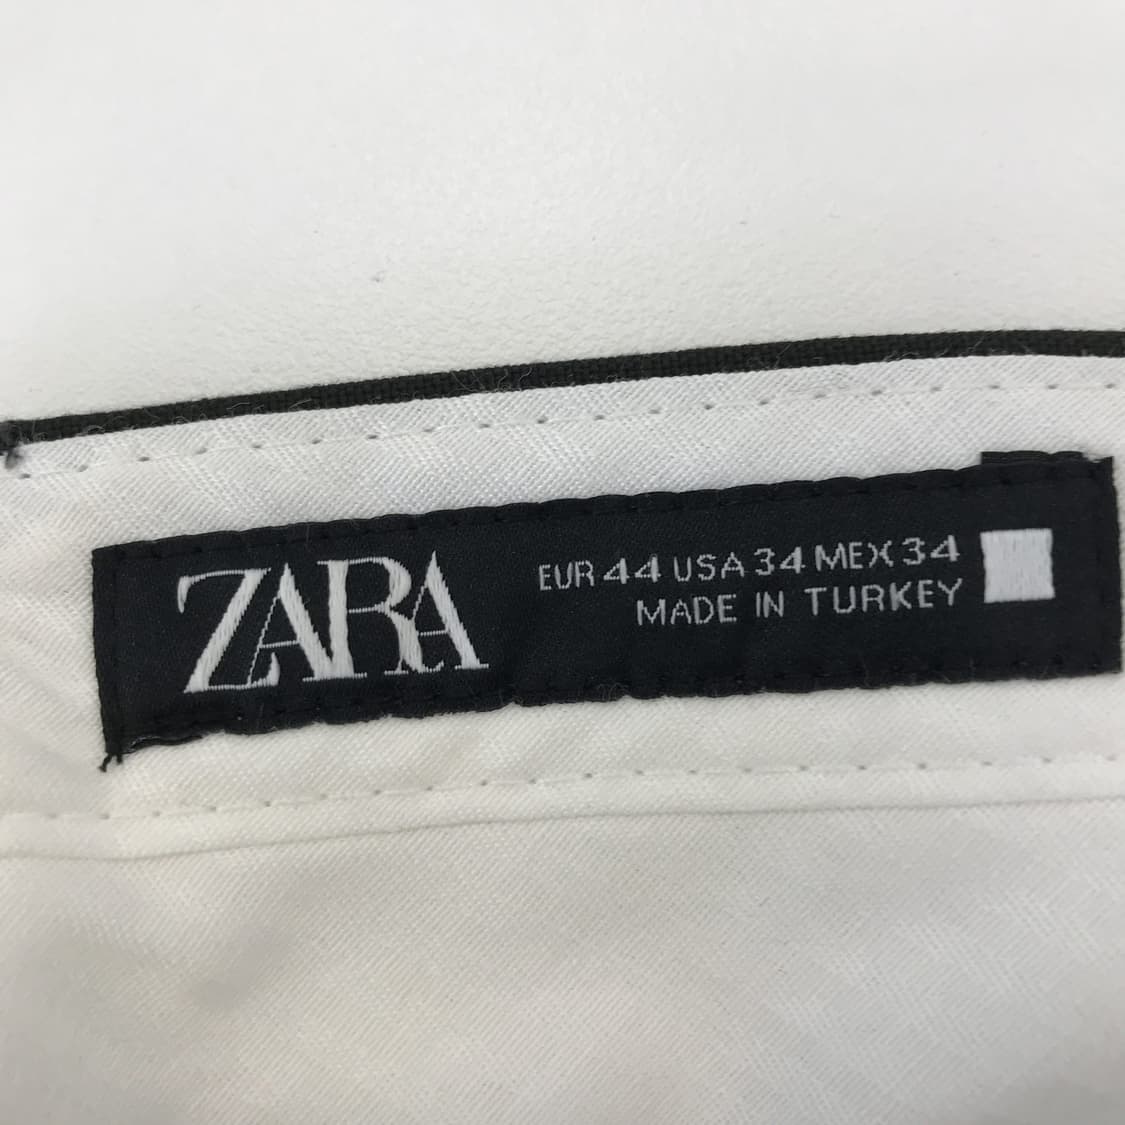 ZARA
EUR 44 USA 34 MEX 34
MADE IN TURKEY